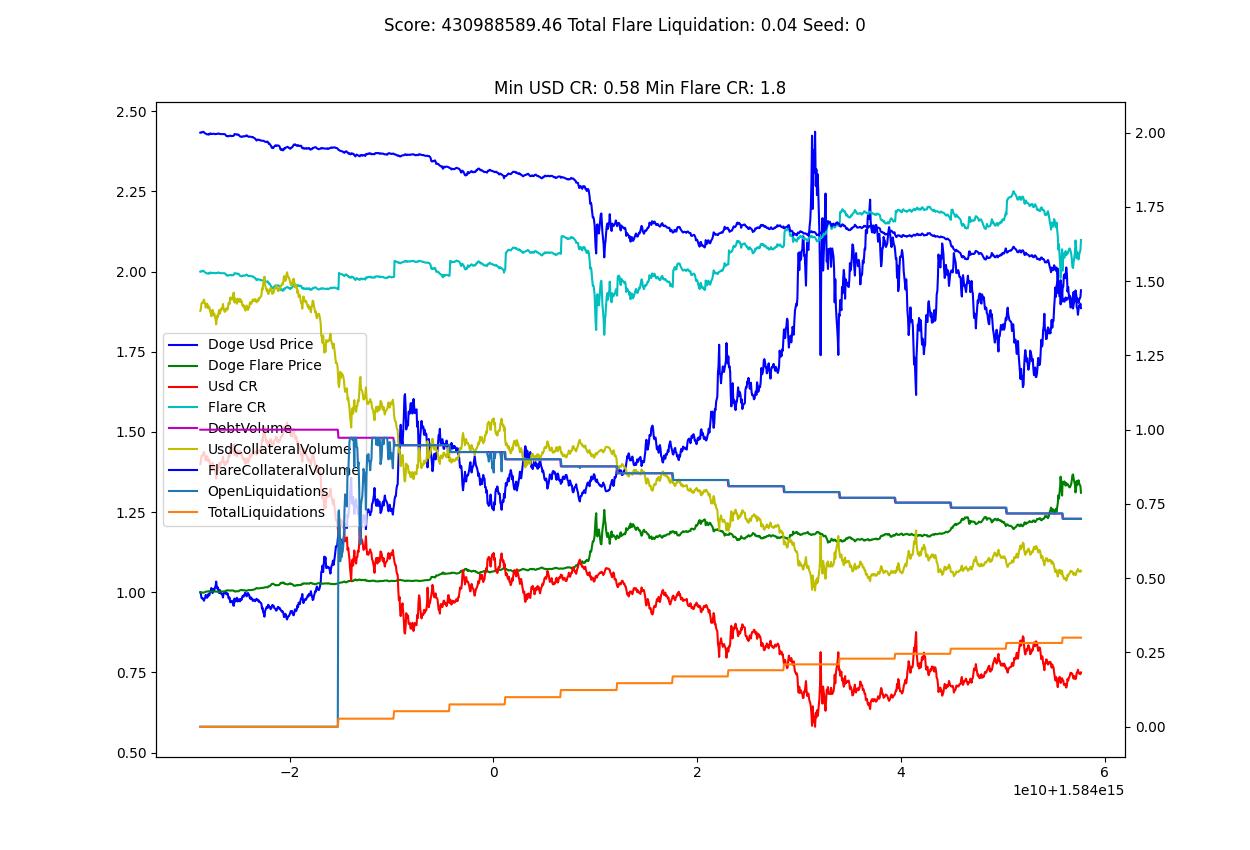 Score: 430988589.46 Total Flare Liquidation: 0.04 Seed: 0
Min USD CR: 0.58 Min Flare CR: 1.8
2.50
2.25
2.00
1.75
1.50
1.25
1.00
0.75
0.50
Doge Usd Price
Doge Flare Price
Usd CR
Flare CR
DebtVolume
UsdCollateralVolume
FlareCollateralVolume
OpenLiquidations
TotalLiquidations
2.00
1.75
1.50
1.25
1.00
0.75
0.50
0.25
0.00
−2 0 2 4 6
1e10+1.584e15